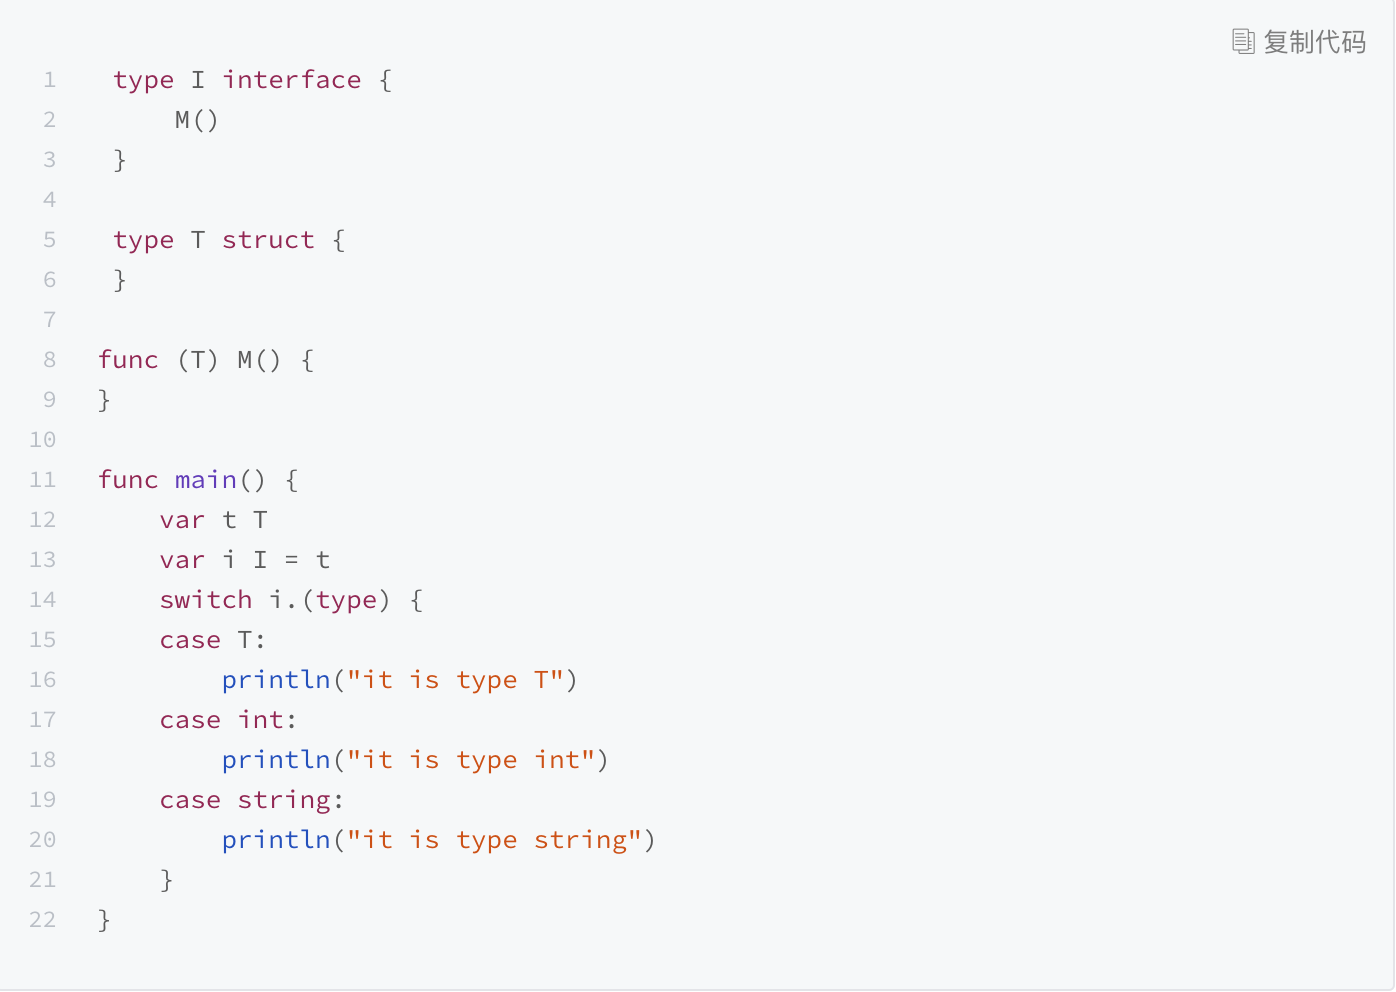 复制代码
1 type I interface {
2 M()
3 }
4
5 type T struct {
6 }
7
8 func (T) M() {
9 }
10
11 func main() {
12 var t T
13 var i I = t
14 switch i.(type) {
15 case T:
16 println("it is type T")
17 case int:
18 println("it is type int")
19 case string:
20 println("it is type string")
21 }
22 }